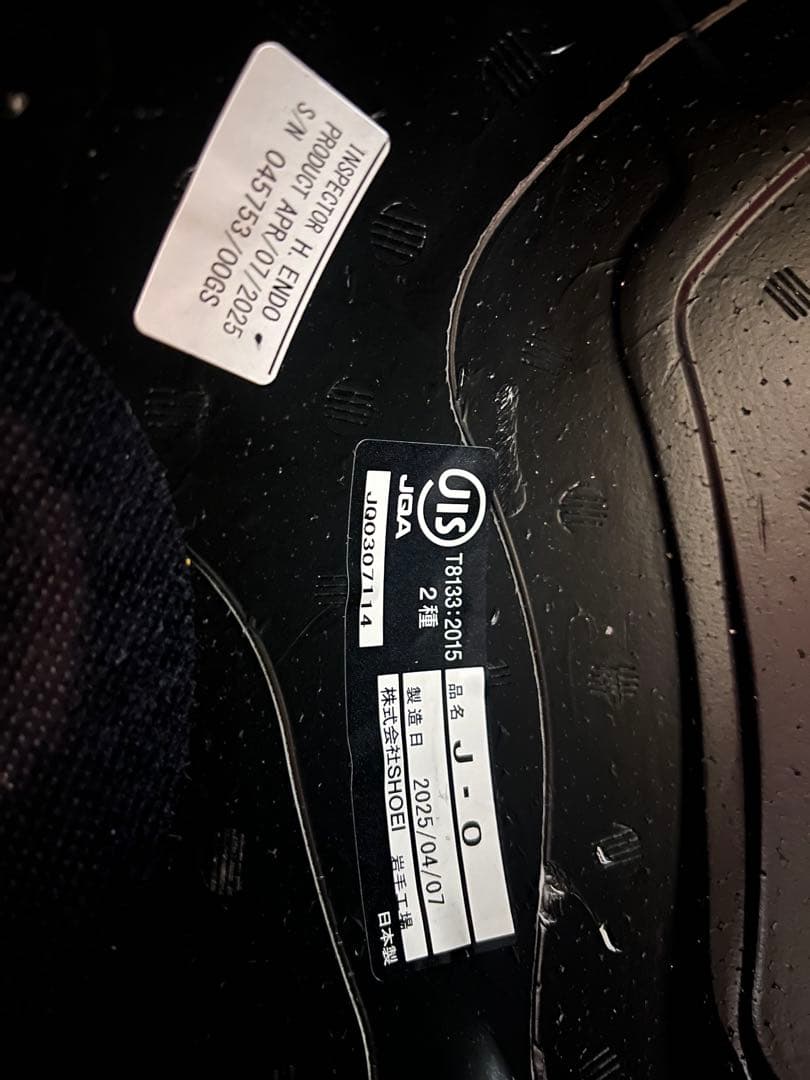 INSPECTOR H. ENDO
PRODUCT APR/07/2025
S/N 045753/00GS
JIS
T8133:2015
2種
JQA
JQ0307114
品名 J-O
製造日 2025/04/07
株式会社SHOEI 岩手工場
日本製